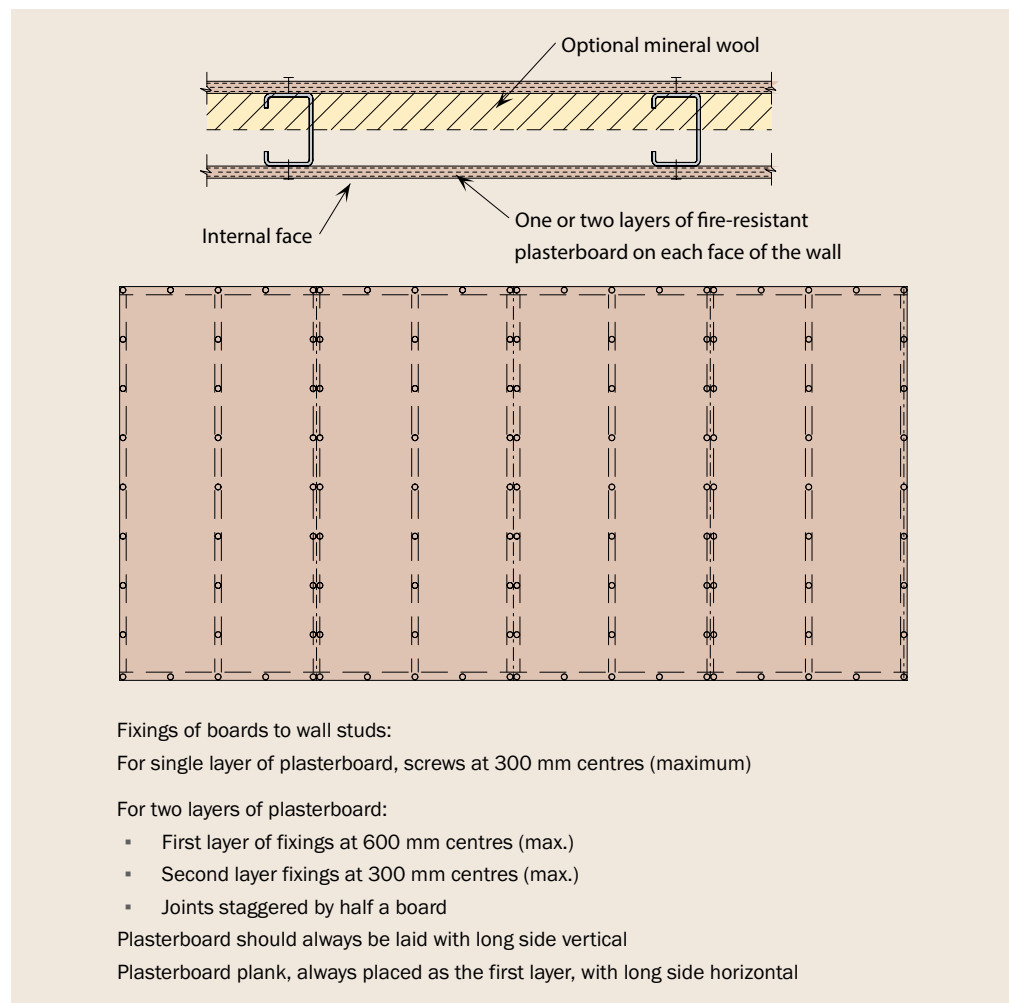 Optional mineral wool
Internal face
One or two layers of fire-resistant
plasterboard on each face of the wall
Fixings of boards to wall studs:
For single layer of plasterboard, screws at 300 mm centres (maximum)
For two layers of plasterboard:
▪ First layer of fixings at 600 mm centres (max.)
▪ Second layer fixings at 300 mm centres (max.)
▪ Joints staggered by half a board
Plasterboard should always be laid with long side vertical
Plasterboard plank, always placed as the first layer, with long side horizontal